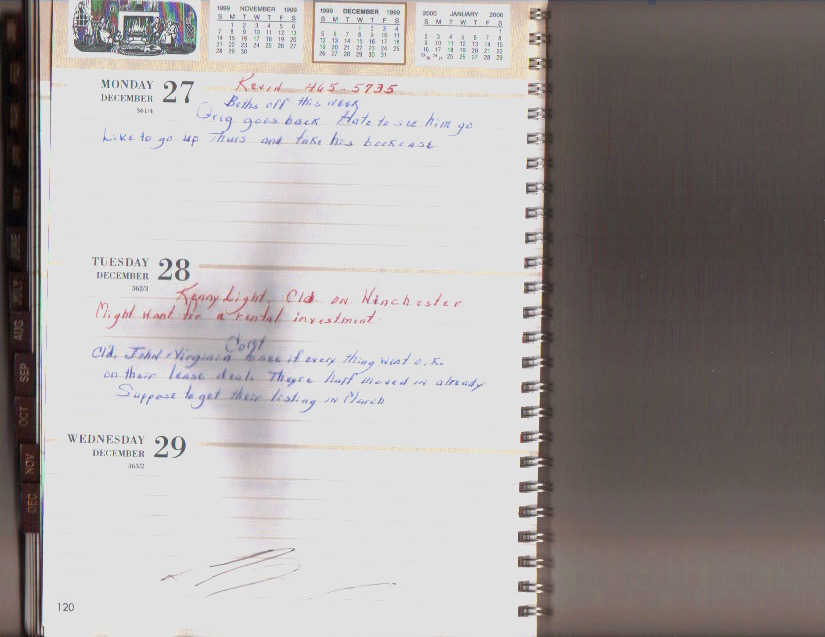 1999 NOVEMBER 1999
S M T W T F S
1 2 3 4 5 6
7 8 9 10 11 12 13
14 15 16 17 18 19 20
21 22 23 24 25 26 27
28 29 30
1999 DECEMBER 1999
S M T W T F S
1 2 3 4
5 6 7 8 9 10 11
12 13 14 15 16 17 18
19 20 21 22 23 24 25
26 27 28 29 30 31
2000 JANUARY 2000
S M T W T F S
1
2 3 4 5 6 7 8
9 10 11 12 13 14 15
16 17 18 19 20 21 22
25 26 27 28 29
MONDAY 27
DECEMBER
361/4
Kevin 465-5735
Beths off this week
Greg goes back Hate to see him go
Like to go up Thurs and take his bookcase
TUESDAY 28
DECEMBER
362/3
Kenny Light, Cld. on Winchester
Might want for a rental investment
Cld. John & Virginia to see if every thing went o.k.
on their lease deal. Theyre half moved in already
Suppose to get their listing in March
WEDNESDAY 29
DECEMBER
363/2
JUNE
JULY
AUG
SEP
OCT
NOV
DEC
120